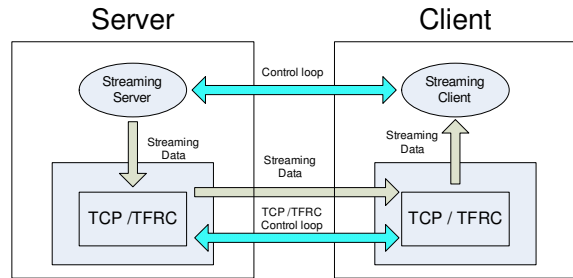 Server
Client
Streaming
Server
Control loop
Streaming
Client
Streaming
Data
Streaming
Data
Streaming
Data
TCP /TFRC
TCP /TFRC
Control loop
TCP / TFRC